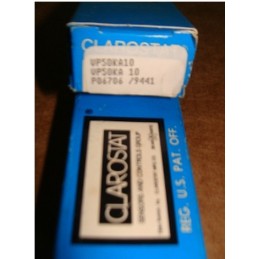 CLAROSTAT
VP50KA10
VP50KA 10
P06706 /9441
CLAROSTAT
SENSORS AND CONTROLS GROUP
REG. U.S. PAT. OFF.